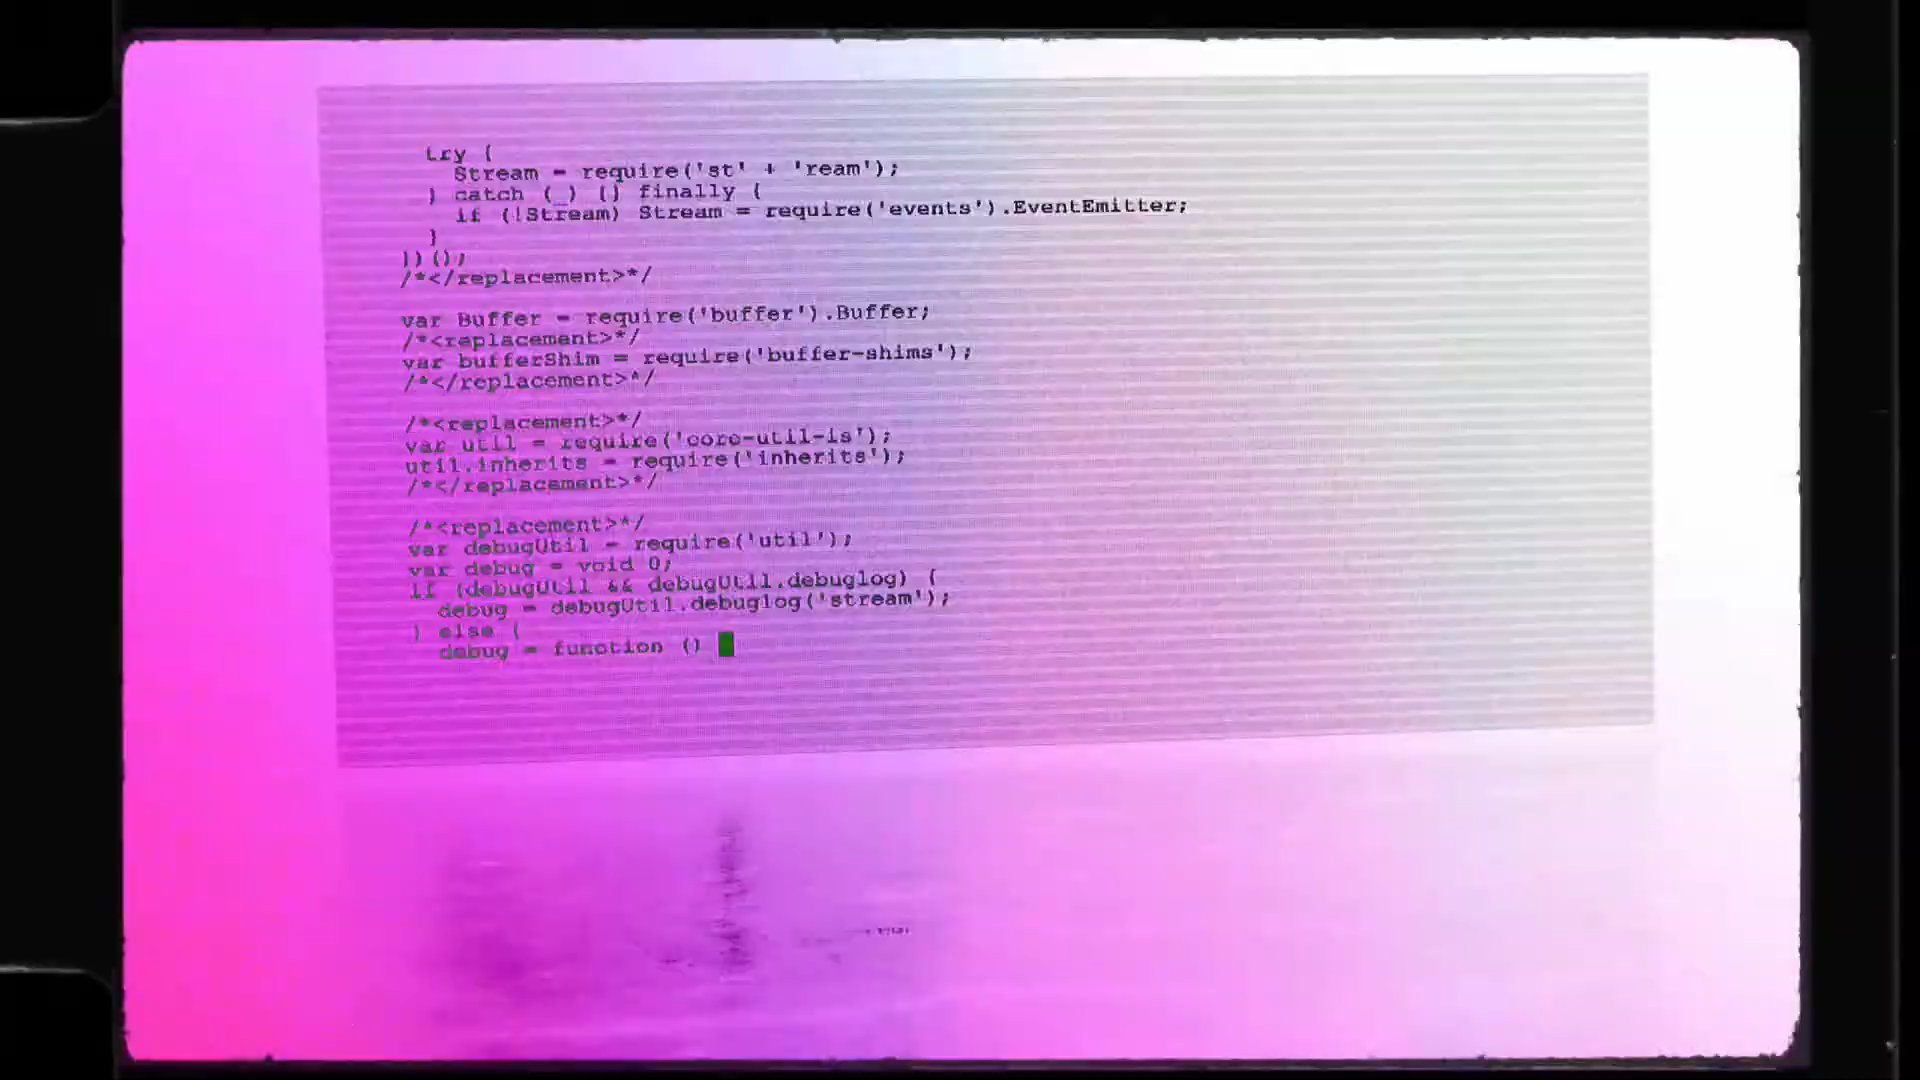 try {
Stream = require('st' + 'ream');
} catch (_) {} finally {
if (!Stream) Stream = require('events').EventEmitter;
}
})();
/*</replacement>*/
var Buffer = require('buffer').Buffer;
/*<replacement>*/
var bufferShim = require('buffer-shims');
/*</replacement>*/
/*<replacement>*/
var util = require('core-util-is');
util.inherits = require('inherits');
/*</replacement>*/
/*<replacement>*/
var debugUtil = require('util');
var debug = void 0;
if (debugUtil && debugUtil.debuglog) {
debug = debugUtil.debuglog('stream');
} else {
debug = function ()